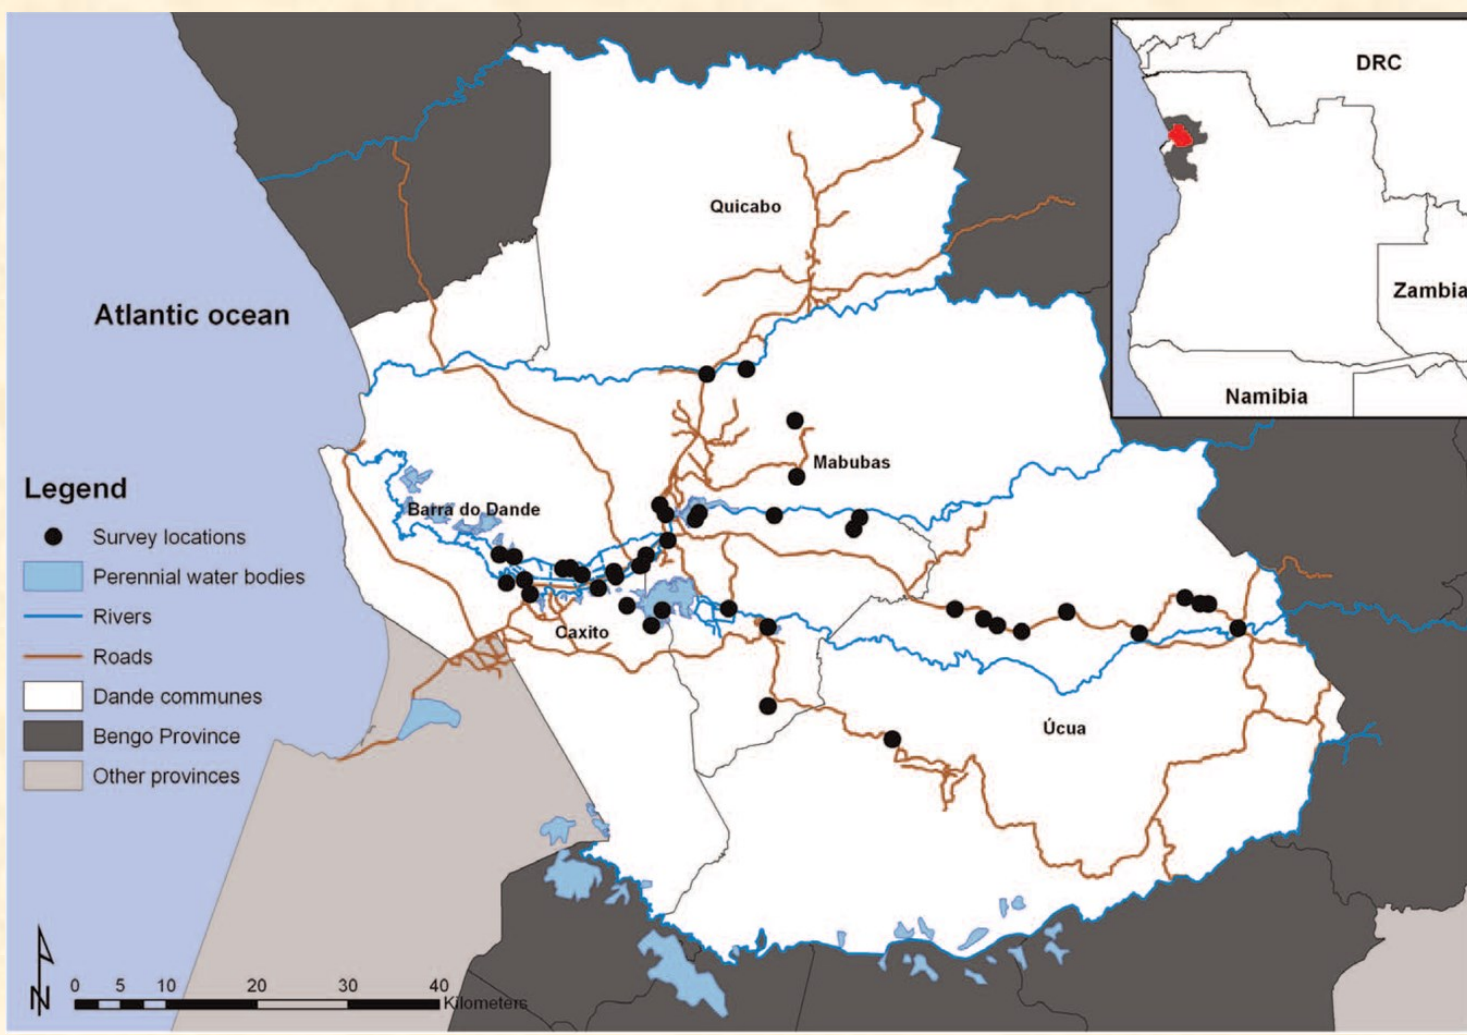 DRC
Zambia
Namibia
Quicabo
Atlantic ocean
Mabubas
Barra do Dande
Caxito
Úcua
Legend
Survey locations
Perennial water bodies
Rivers
Roads
Dande communes
Bengo Province
Other provinces
N
0 5 10 20 30 40
Kilometers